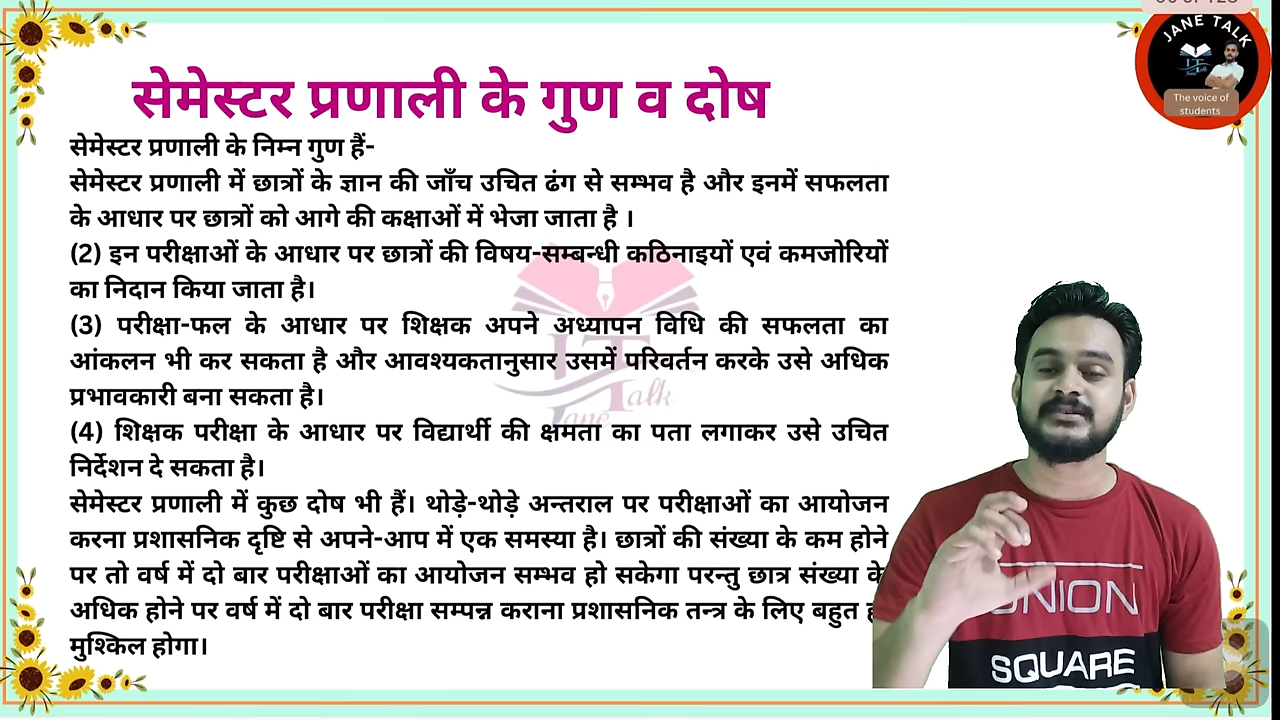 JANE TALK
The voice of
students
सेमेस्टर प्रणाली के गुण व दोष
सेमेस्टर प्रणाली के निम्न गुण हैं-
सेमेस्टर प्रणाली में छात्रों के ज्ञान की जाँच उचित ढंग से सम्भव है और इनमें सफलता
के आधार पर छात्रों को आगे की कक्षाओं में भेजा जाता है ।
(2) इन परीक्षाओं के आधार पर छात्रों की विषय-सम्बन्धी कठिनाइयों एवं कमजोरियों
का निदान किया जाता है।
(3) परीक्षा-फल के आधार पर शिक्षक अपने अध्यापन विधि की सफलता का
आंकलन भी कर सकता है और आवश्यकतानुसार उसमें परिवर्तन करके उसे अधिक
प्रभावकारी बना सकता है।
(4) शिक्षक परीक्षा के आधार पर विद्यार्थी की क्षमता का पता लगाकर उसे उचित
निर्देशन दे सकता है।
सेमेस्टर प्रणाली में कुछ दोष भी हैं। थोड़े-थोड़े अन्तराल पर परीक्षाओं का आयोजन
करना प्रशासनिक दृष्टि से अपने-आप में एक समस्या है। छात्रों की संख्या के कम होने
पर तो वर्ष में दो बार परीक्षाओं का आयोजन सम्भव हो सकेगा परन्तु छात्र संख्या के
अधिक होने पर वर्ष में दो बार परीक्षा सम्पन्न कराना प्रशासनिक तन्त्र के लिए बहुत
मुश्किल होगा।
Jane Talk
UNION
SQUARE